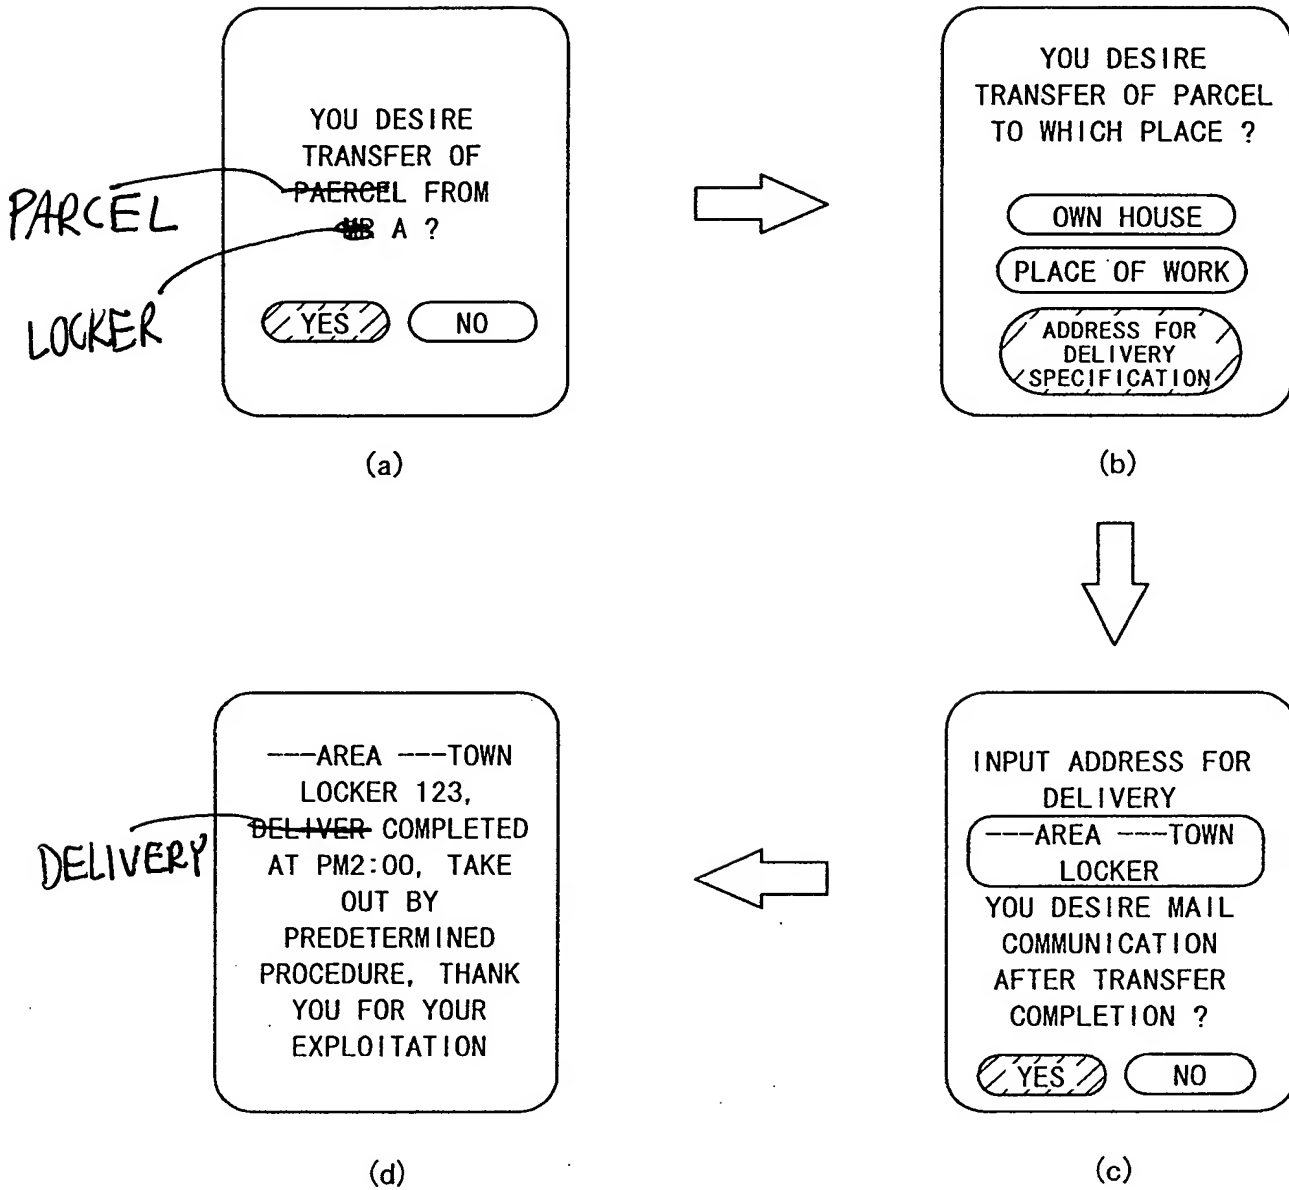 YOU DESIRE
TRANSFER OF
PAERCEL FROM
MR A ?
YES NO
PARCEL
LOCKER
(a)
YOU DESIRE
TRANSFER OF PARCEL
TO WHICH PLACE ?
OWN HOUSE
PLACE OF WORK
ADDRESS FOR
DELIVERY
SPECIFICATION
(b)
INPUT ADDRESS FOR
DELIVERY
---AREA ---TOWN
LOCKER
YOU DESIRE MAIL
COMMUNICATION
AFTER TRANSFER
COMPLETION ?
YES NO
(c)
---AREA ---TOWN
LOCKER 123,
DELIVER COMPLETED
AT PM2:00, TAKE
OUT BY
PREDETERMINED
PROCEDURE, THANK
YOU FOR YOUR
EXPLOITATION
DELIVERY
(d)